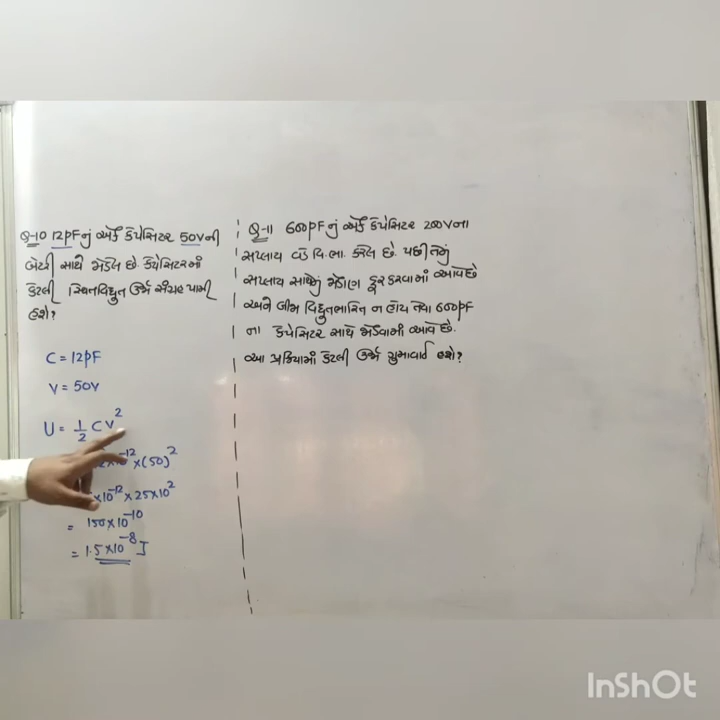 Q-10 12pFનું એક કેપેસિટર 50Vની
બેટરી સાથે જોડેલ છે. કેપેસિટરમાં
કેટલી સ્થિતવિદ્યુત ઉર્જા સંગ્રહ પામી
હશે?
C = 12pF
V = 50V
U = 1/2 CV²
×(50)²
×10⁻¹² × 25×10²
= 150×10⁻¹⁰
= 1.5×10⁻⁸ J
Q-11 600pFનું એક કેપેસિટર 200Vના
સપ્લાય વડે વિ.ભા. કરેલ છે. પછી તેનું
સપ્લાય સાથેનું જોડાણ દૂર કરવામાં આવે છે
અને બીજા વિદ્યુતભારિત ન હોય તેવા 600pF
ના કેપેસિટર સાથે જોડવામાં આવે છે.
આ પ્રક્રિયામાં કેટલી ઉર્જા ગુમાવાઈ હશે?
InShOt